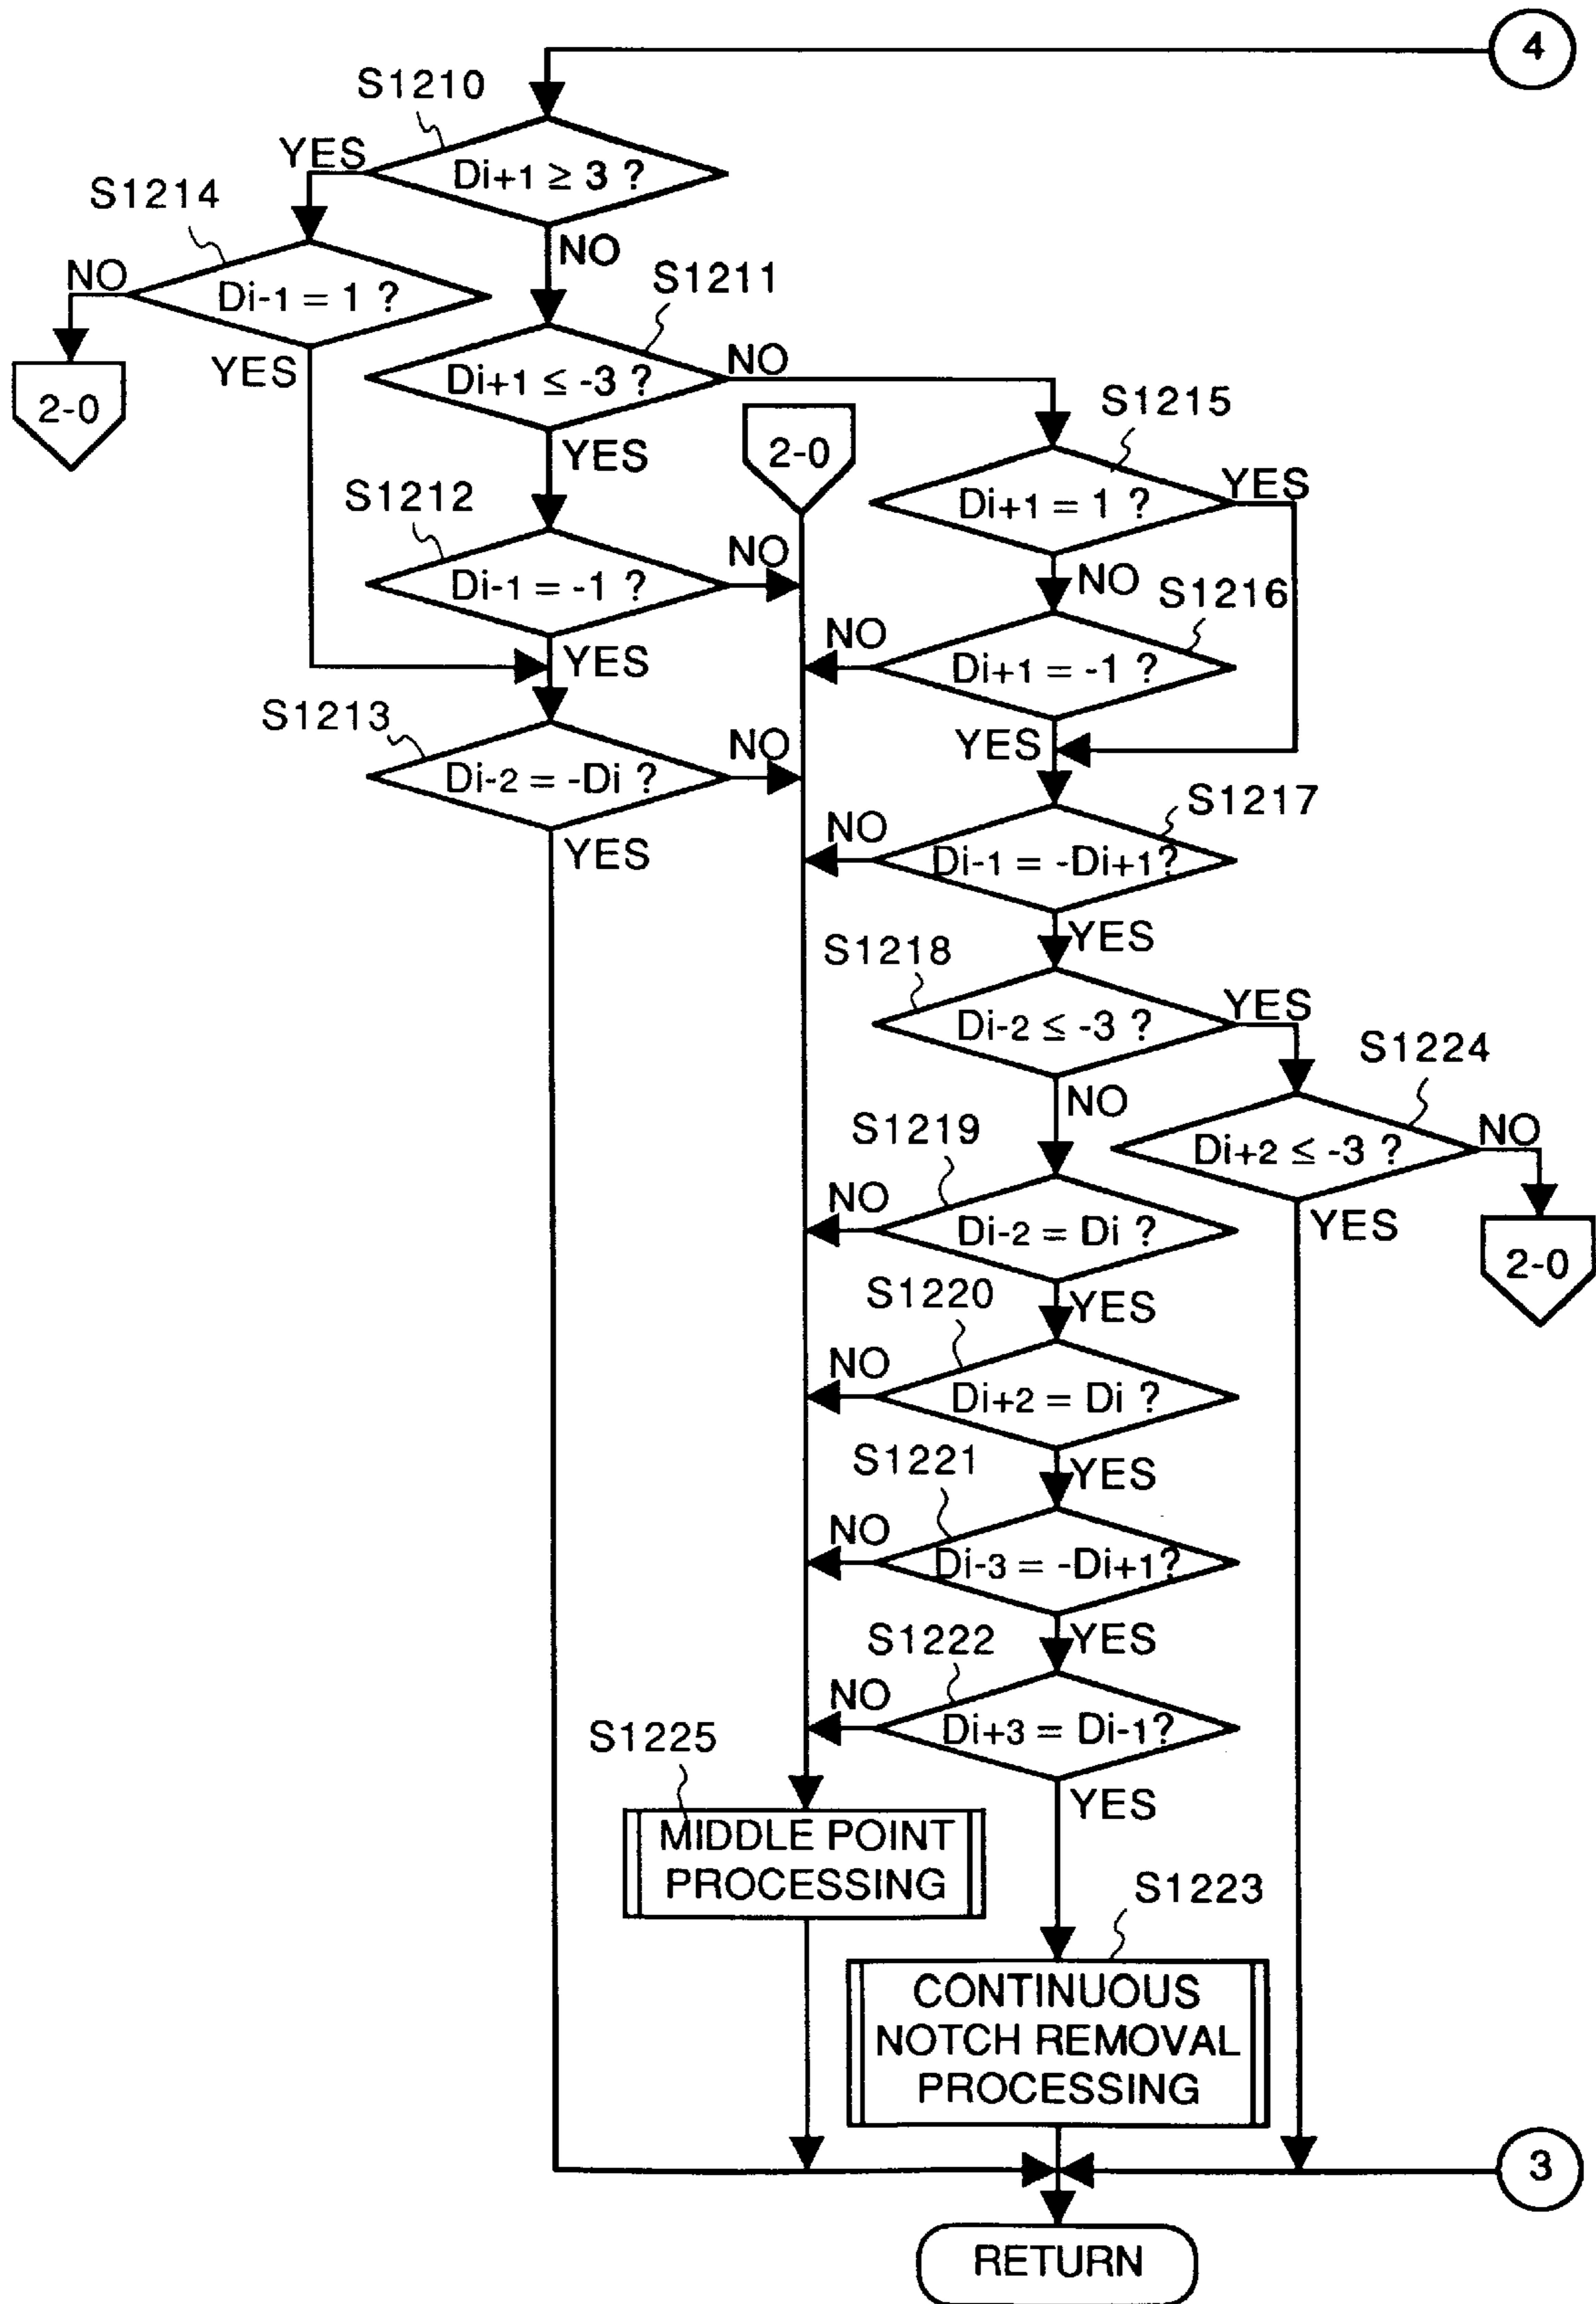 4
S1210
YES
Di+1 ≥ 3 ?
S1214
NO
NO
S1211
Di-1 = 1 ?
YES
Di+1 ≤ -3 ?
NO
2-0
S1215
2-0
YES
Di+1 = 1 ?
YES
S1212
NO
NO
S1216
Di-1 = -1 ?
NO
Di+1 = -1 ?
YES
S1213
NO
YES
Di-2 = -Di ?
S1217
NO
YES
Di-1 = -Di+1?
YES
S1218
Di-2 ≤ -3 ?
YES
S1224
NO
S1219
Di+2 ≤ -3 ?
NO
NO
YES
Di-2 = Di ?
2-0
S1220
YES
NO
Di+2 = Di ?
S1221
YES
NO
Di-3 = -Di+1?
S1222
YES
NO
Di+3 = Di-1?
S1225
YES
MIDDLE POINT
PROCESSING
S1223
CONTINUOUS
NOTCH REMOVAL
PROCESSING
3
RETURN